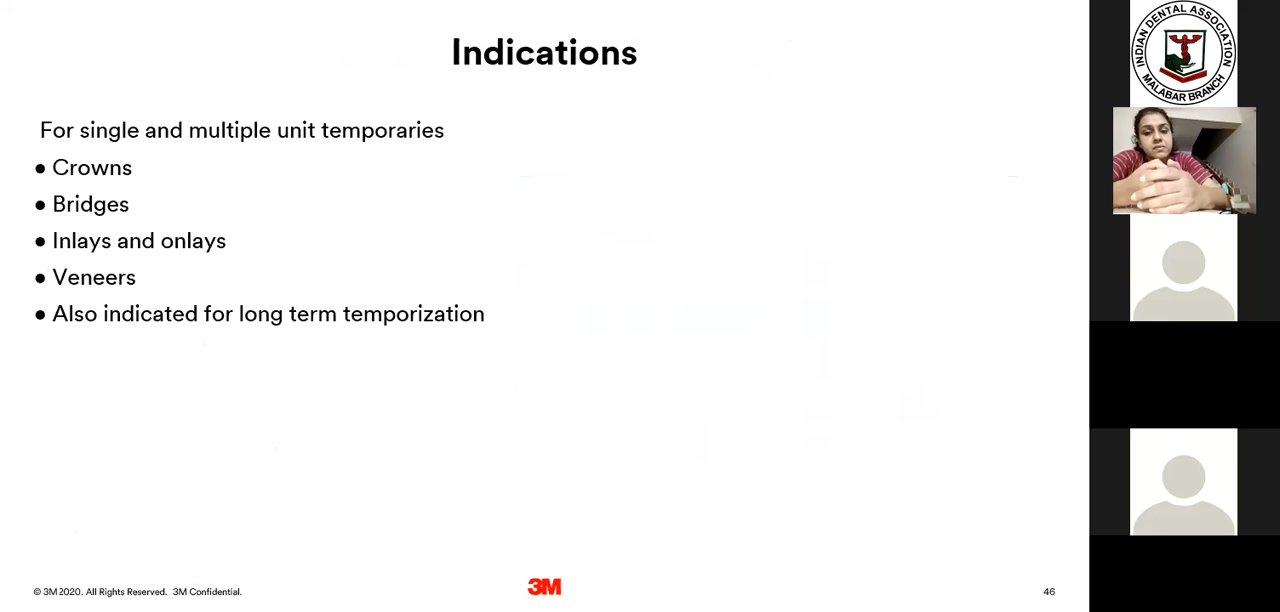 Indications
For single and multiple unit temporaries
● Crowns
● Bridges
● Inlays and onlays
● Veneers
● Also indicated for long term temporization
© 3M 2020. All Rights Reserved. 3M Confidential.
3M
46
INDIAN DENTAL ASSOCIATION
MALABAR BRANCH